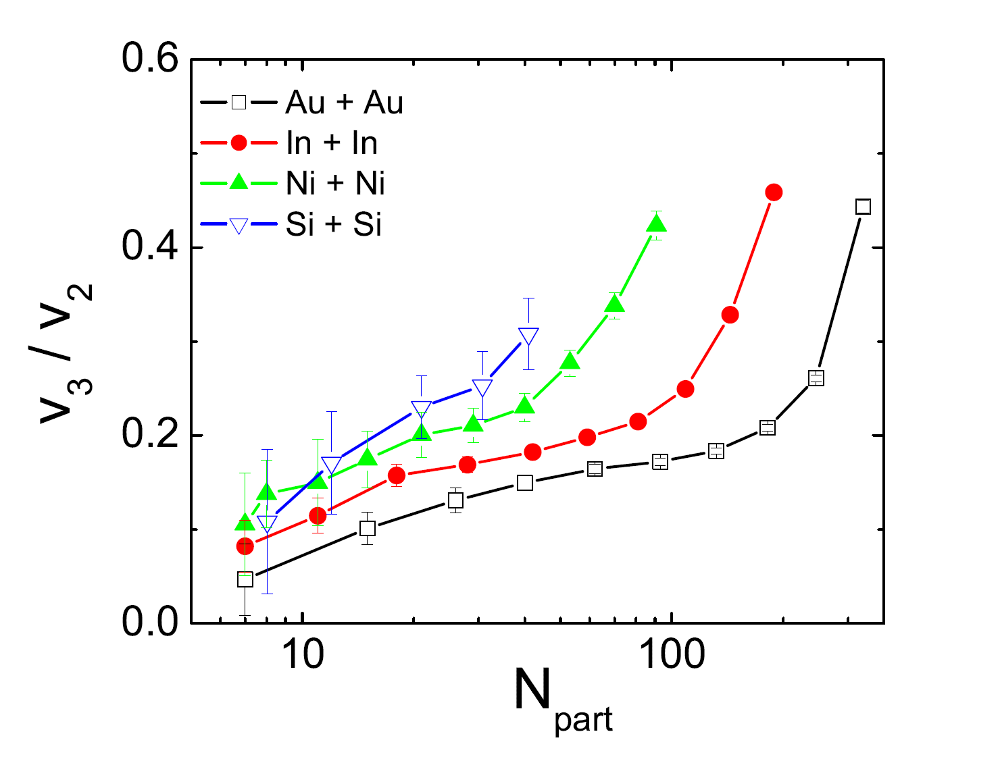 0.6
0.4
0.2
0.0
v3 / v2
Au + Au
In + In
Ni + Ni
Si + Si
10
100
Npart